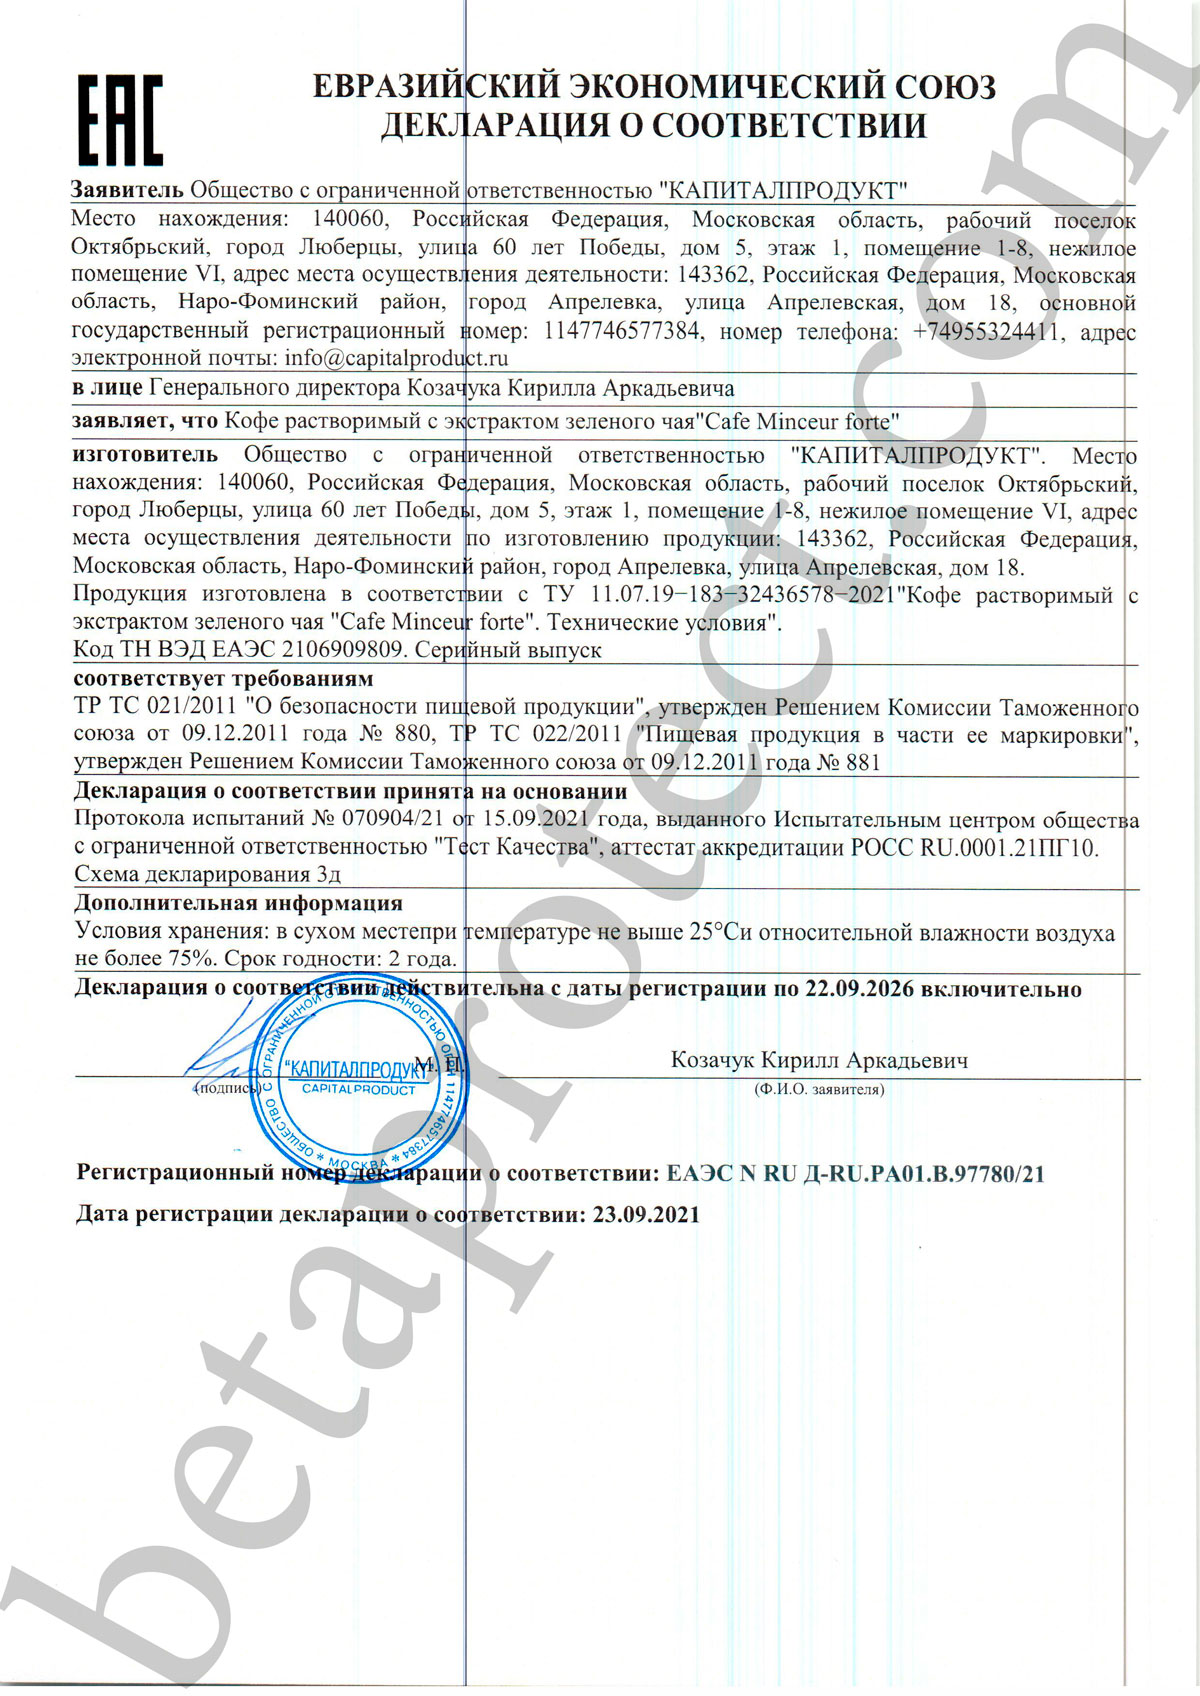 ЕАС
ЕВРАЗИЙСКИЙ ЭКОНОМИЧЕСКИЙ СОЮЗ
ДЕКЛАРАЦИЯ О СООТВЕТСТВИИ
Заявитель Общество с ограниченной ответственностью "КАПИТАЛПРОДУКТ"
Место нахождения: 140060, Российская Федерация, Московская область, рабочий поселок
Октябрьский, город Люберцы, улица 60 лет Победы, дом 5, этаж 1, помещение 1-8, нежилое
помещение VI, адрес места осуществления деятельности: 143362, Российская Федерация, Московская
область, Наро-Фоминский район, город Апрелевка, улица Апрелевская, дом 18, основной
государственный регистрационный номер: 1147746577384, номер телефона: +74955324411, адрес
электронной почты: info@capitalproduct.ru
в лице Генерального директора Козачука Кирилла Аркадьевича
заявляет, что Кофе растворимый с экстрактом зеленого чая"Cafe Minceur forte"
изготовитель Общество с ограниченной ответственностью "КАПИТАЛПРОДУКТ". Место
нахождения: 140060, Российская Федерация, Московская область, рабочий поселок Октябрьский,
город Люберцы, улица 60 лет Победы, дом 5, этаж 1, помещение 1-8, нежилое помещение VI, адрес
места осуществления деятельности по изготовлению продукции: 143362, Российская Федерация,
Московская область, Наро-Фоминский район, город Апрелевка, улица Апрелевская, дом 18.
Продукция изготовлена в соответствии с ТУ 11.07.19−183−32436578−2021"Кофе растворимый с
экстрактом зеленого чая "Cafe Minceur forte". Технические условия".
Код ТН ВЭД ЕАЭС 2106909809. Серийный выпуск
соответствует требованиям
ТР ТС 021/2011 "О безопасности пищевой продукции", утвержден Решением Комиссии Таможенного
союза от 09.12.2011 года № 880, ТР ТС 022/2011 "Пищевая продукция в части ее маркировки",
утвержден Решением Комиссии Таможенного союза от 09.12.2011 года № 881
Декларация о соответствии принята на основании
Протокола испытаний № 070904/21 от 15.09.2021 года, выданного Испытательным центром общества
с ограниченной ответственностью "Тест Качества", аттестат аккредитации РОСС RU.0001.21ПГ10.
Схема декларирования 3д
Дополнительная информация
Условия хранения: в сухом местепри температуре не выше 25°Си относительной влажности воздуха
не более 75%. Срок годности: 2 года.
Декларация о соответствии действительна с даты регистрации по 22.09.2026 включительно
ОБЩЕСТВО С ОГРАНИЧЕННОЙ ОТВЕТСТВЕННОСТЬЮ ОГРН 1147746577384 * МОСКВА *
"КАПИТАЛПРОДУКТ"
CAPITAL PRODUCT
М. П.
Козачук Кирилл Аркадьевич
(подпись)
(Ф.И.О. заявителя)
Регистрационный номер декларации о соответствии: ЕАЭС N RU Д-RU.РА01.В.97780/21
Дата регистрации декларации о соответствии: 23.09.2021
betaprotect.com